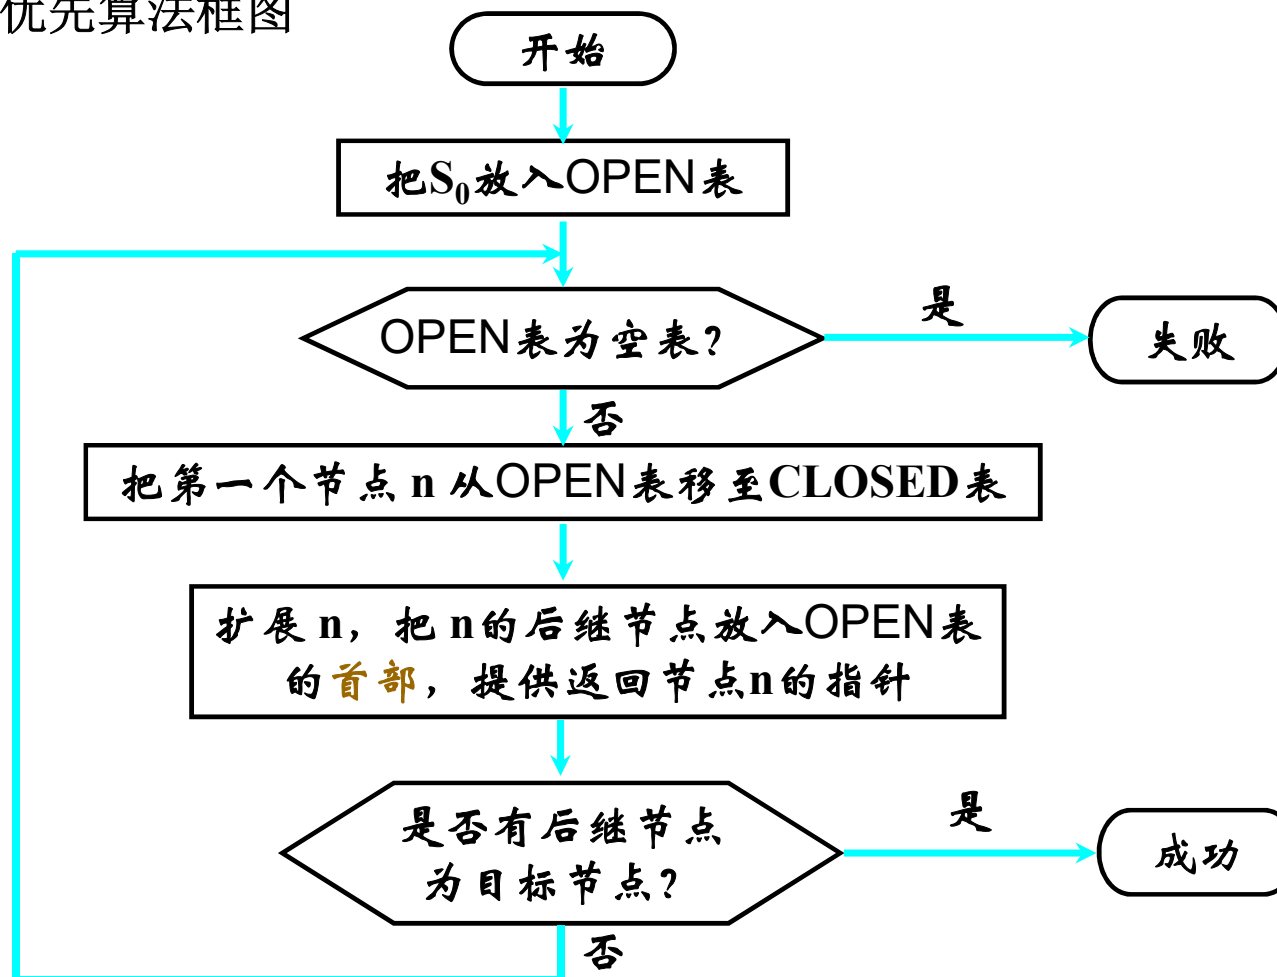 优先算法框图
开始
把S₀放入OPEN表
OPEN表为空表?
是
失败
否
把第一个节点 n 从OPEN表移至CLOSED表
扩展 n，把 n的后继节点放入OPEN表
的首部，提供返回节点n的指针
是否有后继节点
为目标节点?
是
成功
否